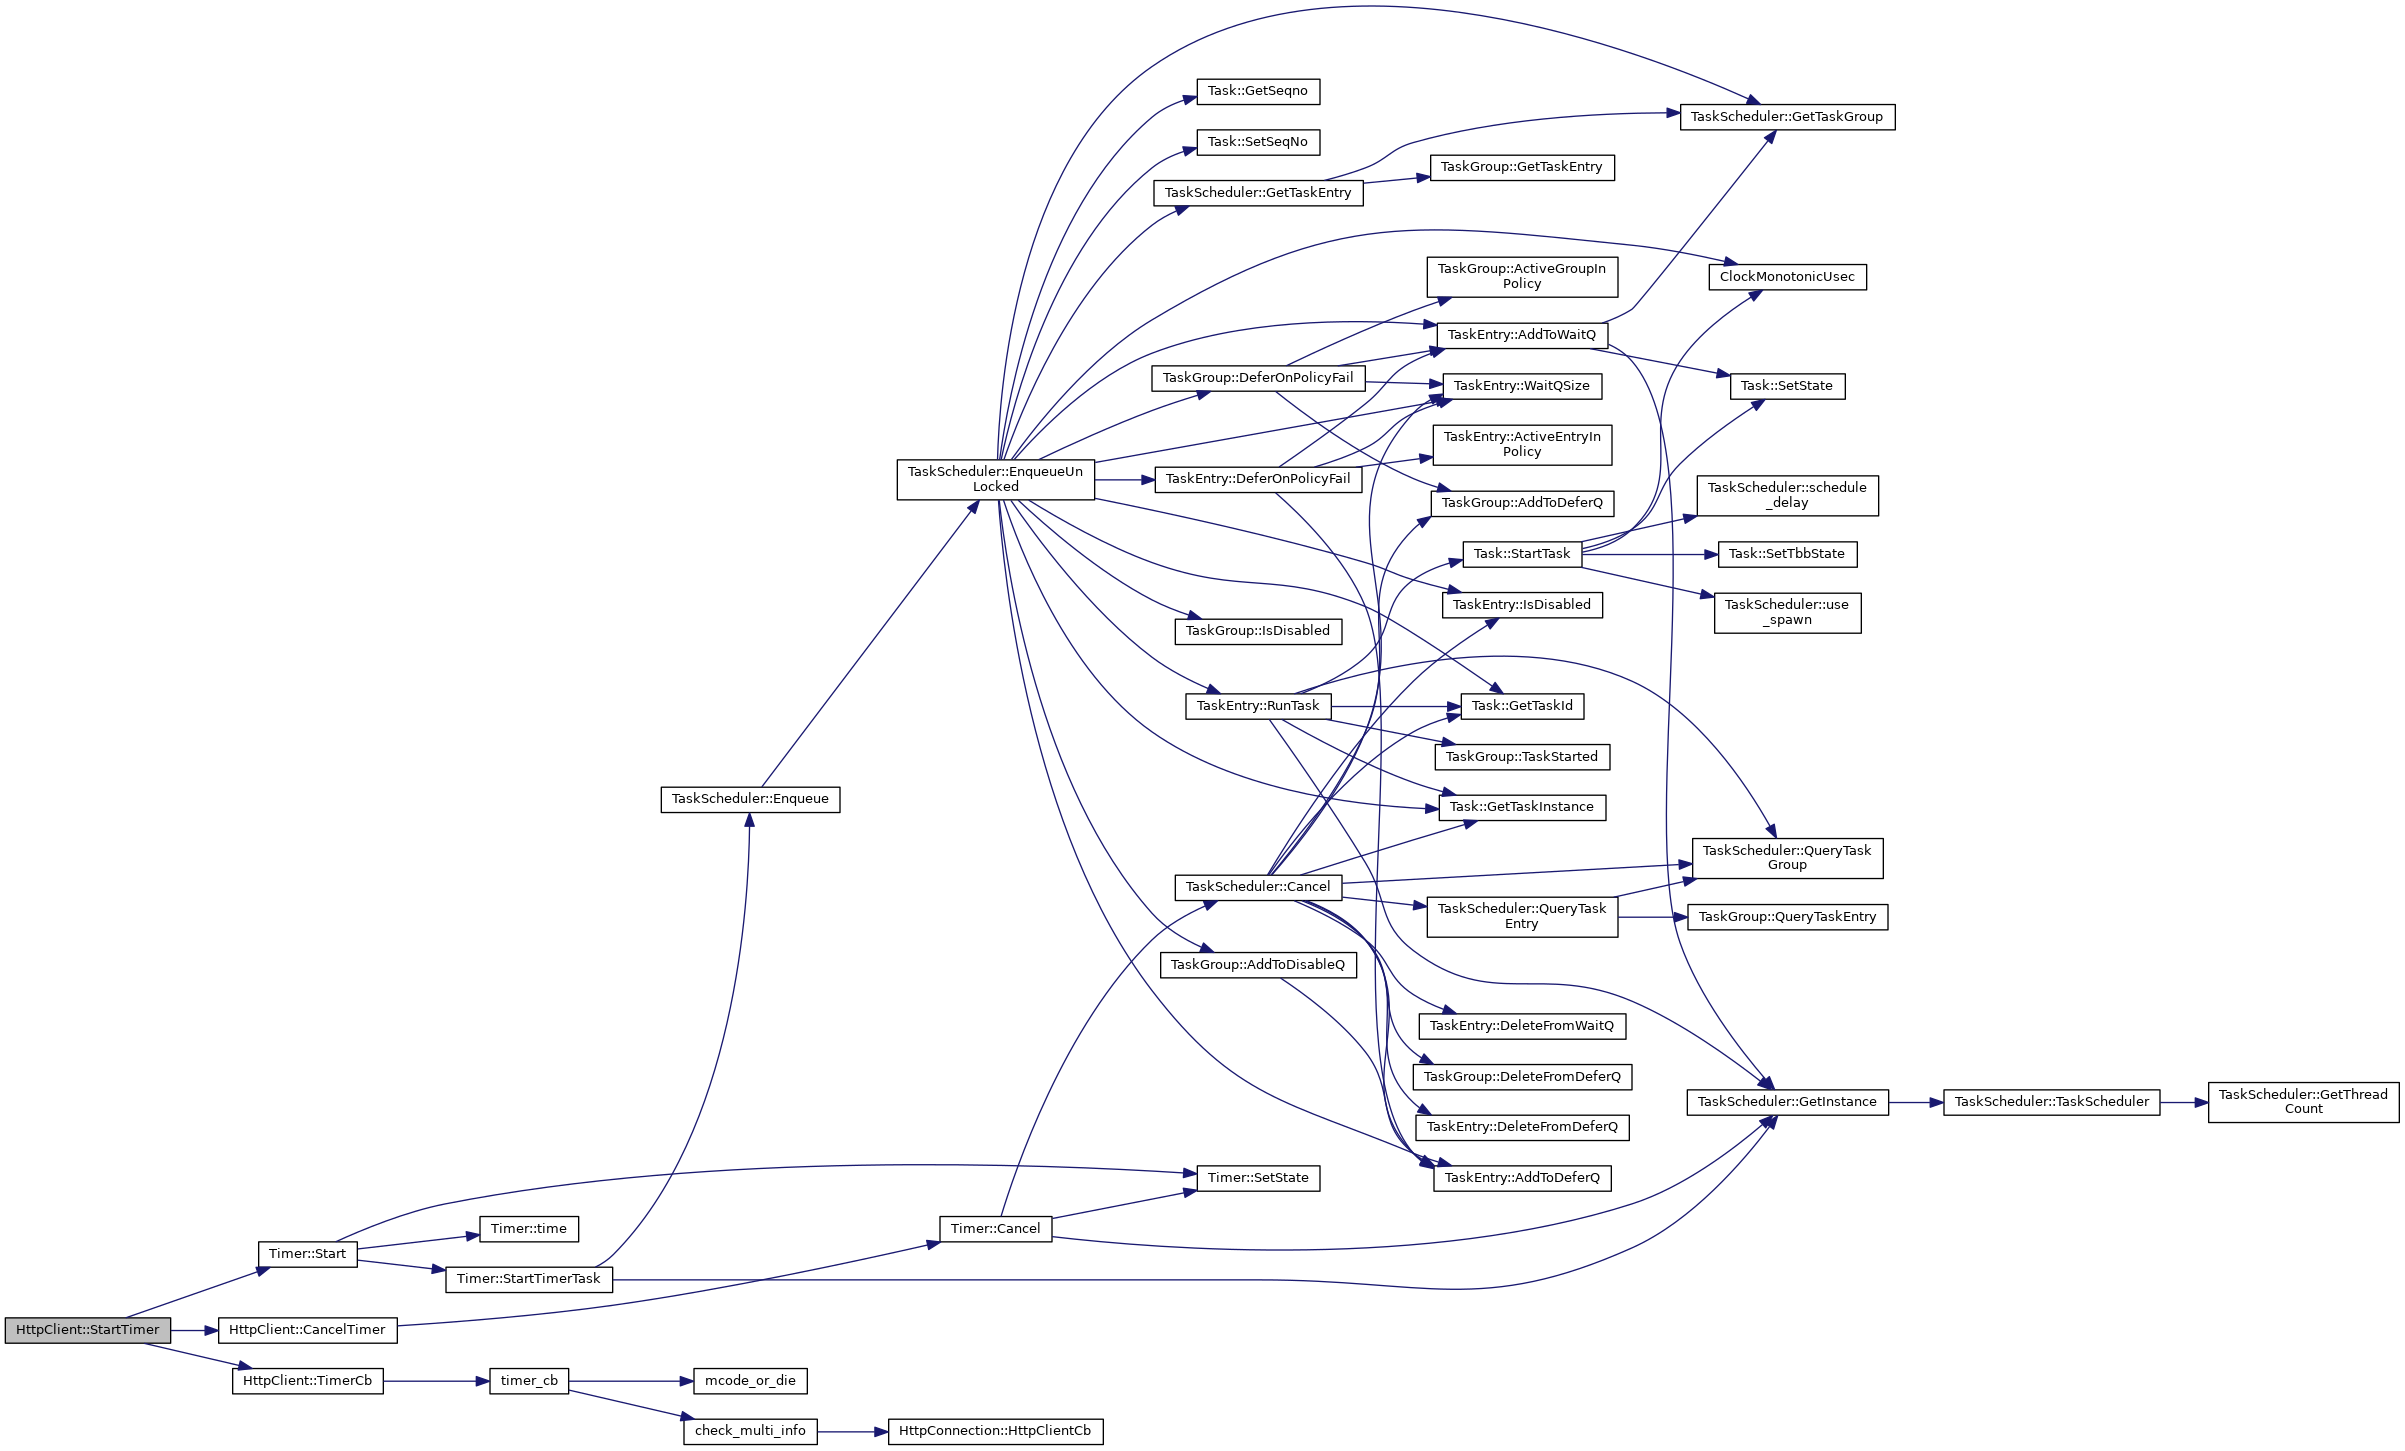 Task::GetSeqno
TaskScheduler::GetTaskGroup
Task::SetSeqNo
TaskGroup::GetTaskEntry
TaskScheduler::GetTaskEntry
TaskGroup::ActiveGroupIn
Policy
ClockMonotonicUsec
TaskEntry::AddToWaitQ
TaskGroup::DeferOnPolicyFail
TaskEntry::WaitQSize
Task::SetState
TaskEntry::ActiveEntryIn
Policy
TaskScheduler::EnqueueUn
Locked
TaskEntry::DeferOnPolicyFail
TaskGroup::AddToDeferQ
TaskScheduler::schedule
_delay
Task::StartTask
Task::SetTbbState
TaskEntry::IsDisabled
TaskScheduler::use
_spawn
TaskGroup::IsDisabled
TaskEntry::RunTask
Task::GetTaskId
TaskGroup::TaskStarted
TaskScheduler::Enqueue
Task::GetTaskInstance
TaskScheduler::QueryTask
Group
TaskScheduler::Cancel
TaskScheduler::QueryTask
Entry
TaskGroup::QueryTaskEntry
TaskGroup::AddToDisableQ
TaskEntry::DeleteFromWaitQ
TaskGroup::DeleteFromDeferQ
TaskScheduler::GetInstance
TaskScheduler::TaskScheduler
TaskScheduler::GetThread
Count
TaskEntry::DeleteFromDeferQ
Timer::SetState
TaskEntry::AddToDeferQ
Timer::time
Timer::Cancel
Timer::Start
Timer::StartTimerTask
HttpClient::StartTimer
HttpClient::CancelTimer
HttpClient::TimerCb
timer_cb
mcode_or_die
check_multi_info
HttpConnection::HttpClientCb